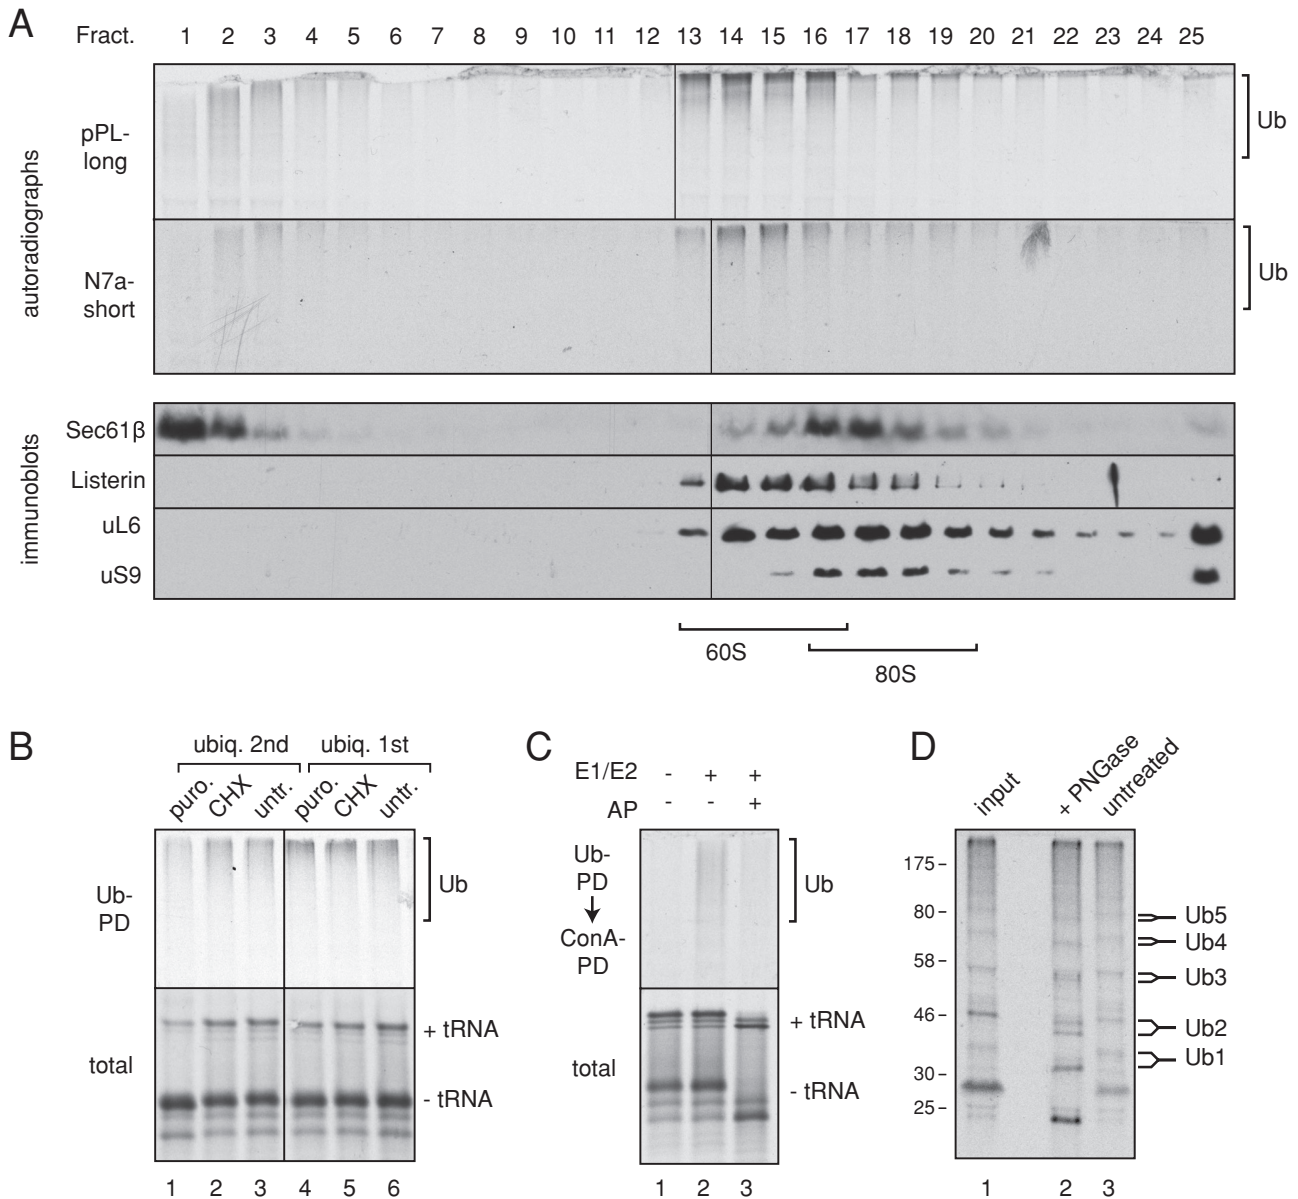 A
Fract. 1 2 3 4 5 6 7 8 9 10 11 12 13 14 15 16 17 18 19 20 21 22 23 24 25
autoradiographs
pPL-
long
Ub
N7a-
short
Ub
immunoblots
Sec61β
Listerin
uL6
uS9
60S
80S
B
ubiq. 2nd ubiq. 1st
puro. CHX untr. puro. CHX untr.
Ub-
PD
Ub
total
+ tRNA
- tRNA
1 2 3 4 5 6
C
E1/E2 - + +
AP - - +
Ub-
PD
ConA-
PD
Ub
total
+ tRNA
- tRNA
1 2 3
D
input + PNGase untreated
175 -
80 -
58 -
46 -
30 -
25 -
Ub5
Ub4
Ub3
Ub2
Ub1
1 2 3